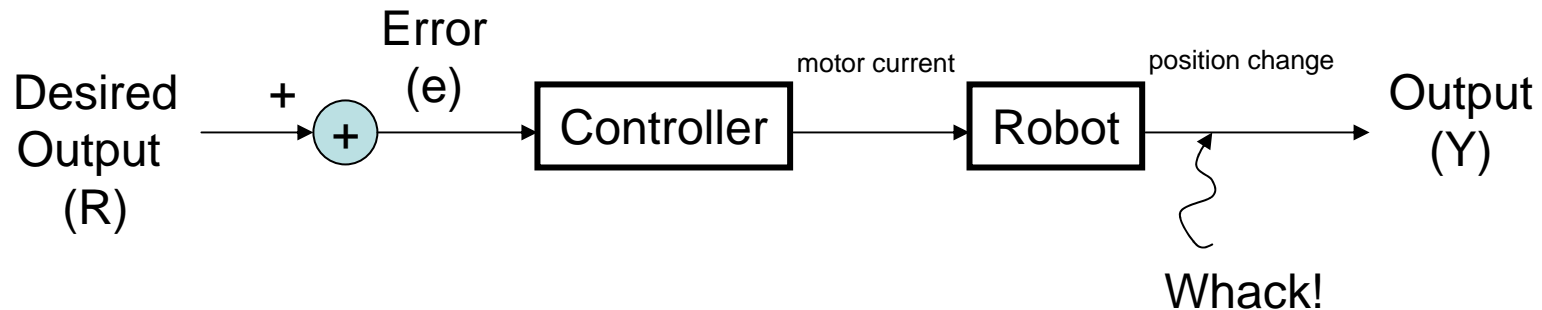 Desired
Output
(R)
+
+
Error
(e)
Controller
motor current
Robot
position change
Whack!
Output
(Y)